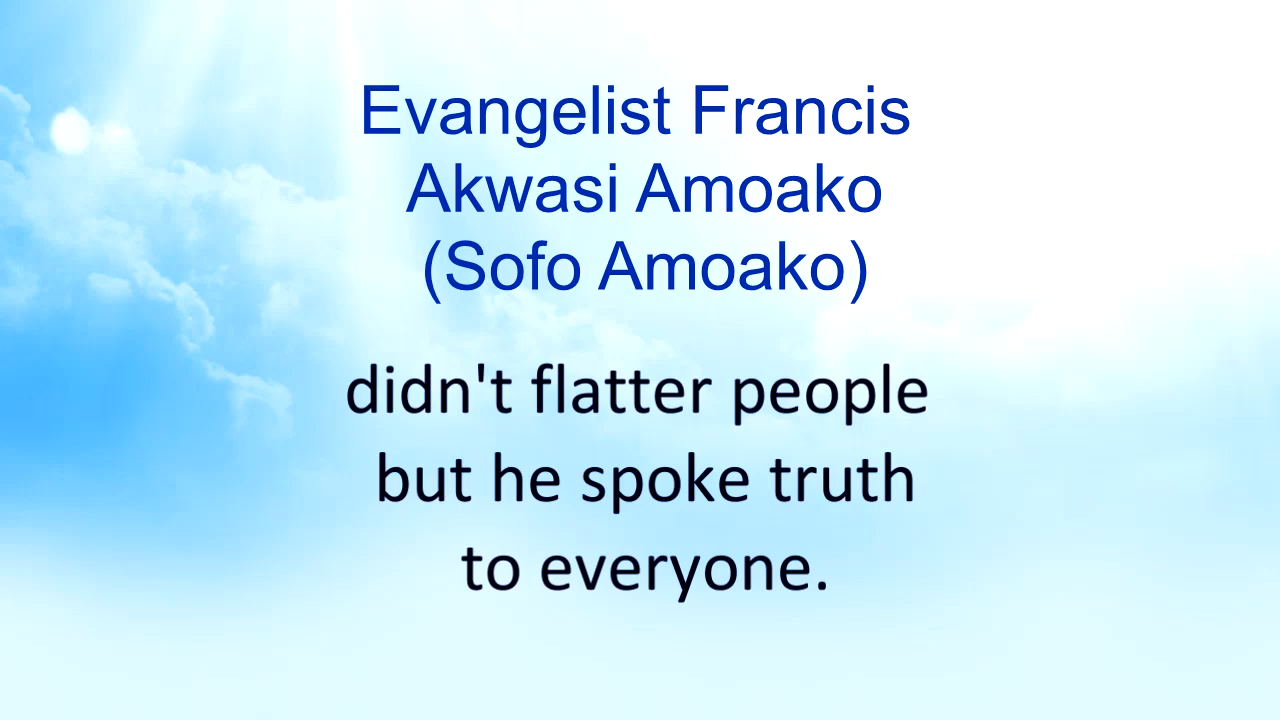 Evangelist Francis
Akwasi Amoako
(Sofo Amoako)
didn't flatter people
but he spoke truth
to everyone.